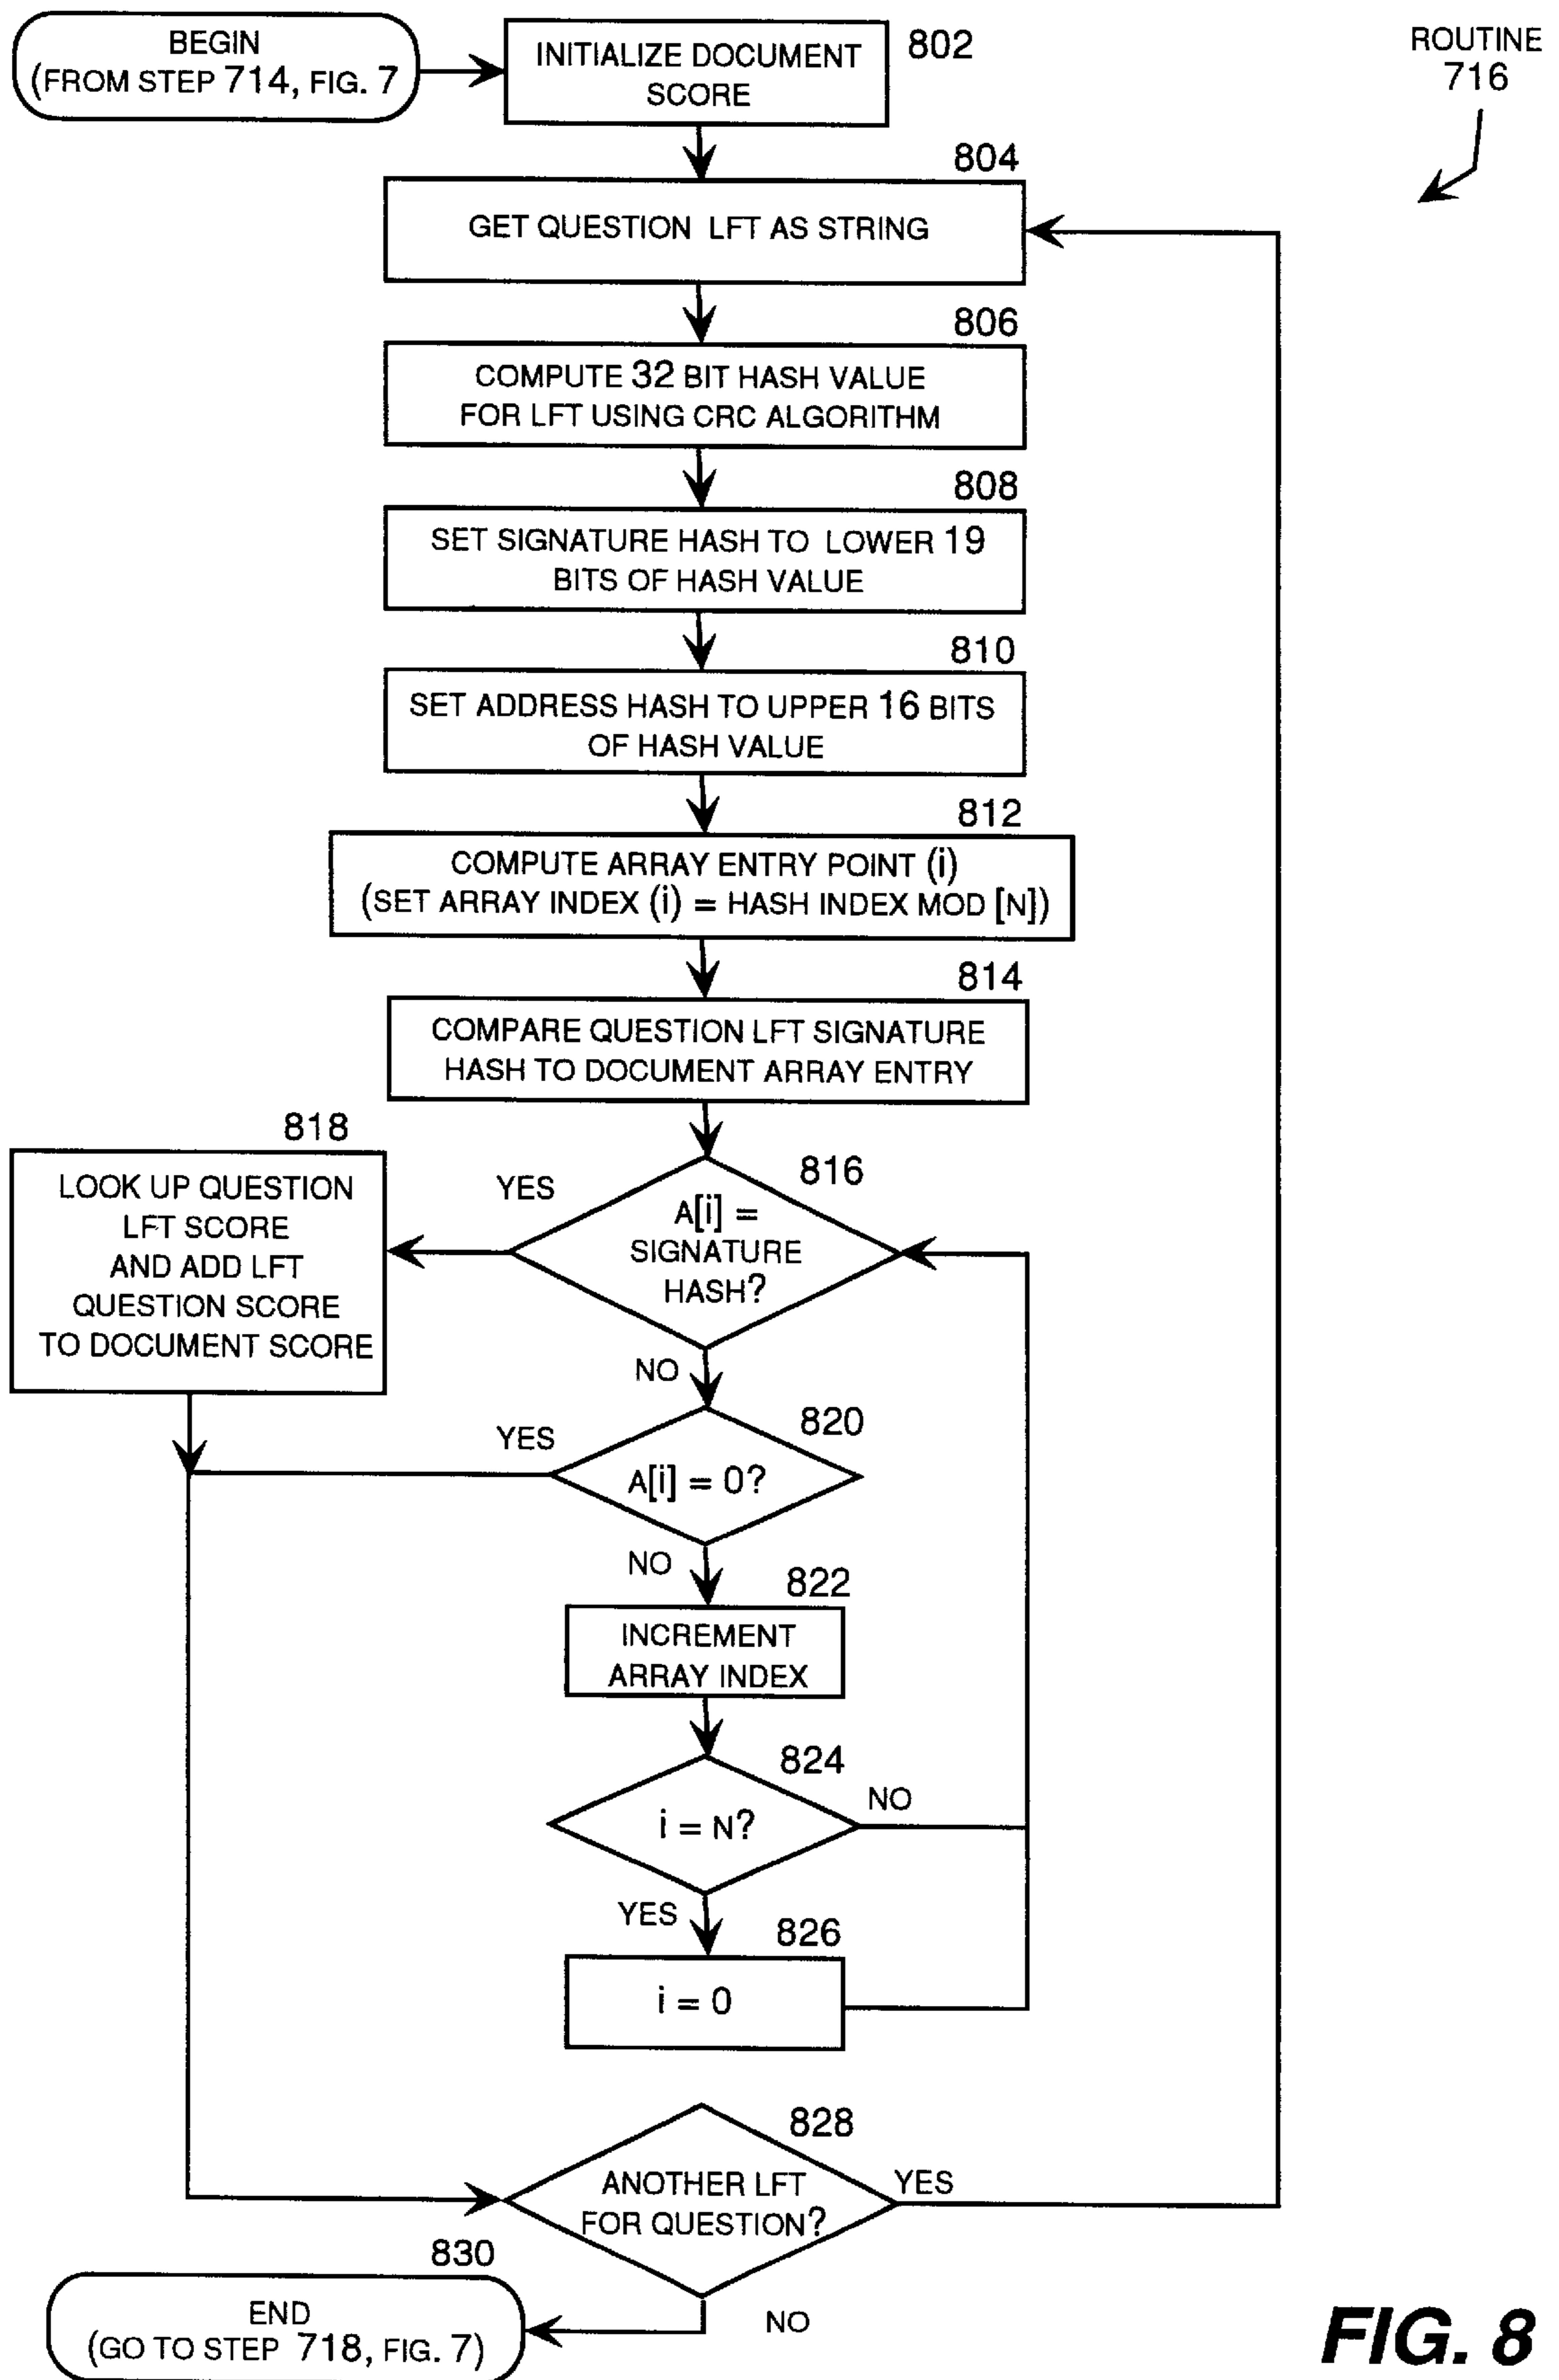 BEGIN
(FROM STEP 714, FIG. 7
INITIALIZE DOCUMENT
SCORE
802
ROUTINE
716
804
GET QUESTION LFT AS STRING
806
COMPUTE 32 BIT HASH VALUE
FOR LFT USING CRC ALGORITHM
808
SET SIGNATURE HASH TO LOWER 19
BITS OF HASH VALUE
810
SET ADDRESS HASH TO UPPER 16 BITS
OF HASH VALUE
812
COMPUTE ARRAY ENTRY POINT (i)
(SET ARRAY INDEX (i) = HASH INDEX MOD [N])
814
COMPARE QUESTION LFT SIGNATURE
HASH TO DOCUMENT ARRAY ENTRY
816
A[i] =
SIGNATURE
HASH?
YES
818
LOOK UP QUESTION
LFT SCORE
AND ADD LFT
QUESTION SCORE
TO DOCUMENT SCORE
NO
820
YES
A[i] = 0?
NO
822
INCREMENT
ARRAY INDEX
824
i = N?
NO
YES
826
i = 0
828
ANOTHER LFT
FOR QUESTION?
YES
830
END
(GO TO STEP 718, FIG. 7)
NO
FIG. 8